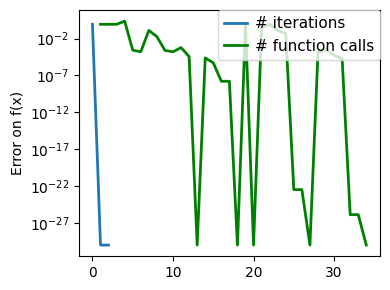 # iterations
# function calls
Error on f(x)
10⁻²
10⁻⁷
10⁻¹²
10⁻¹⁷
10⁻²²
10⁻²⁷
0 10 20 30